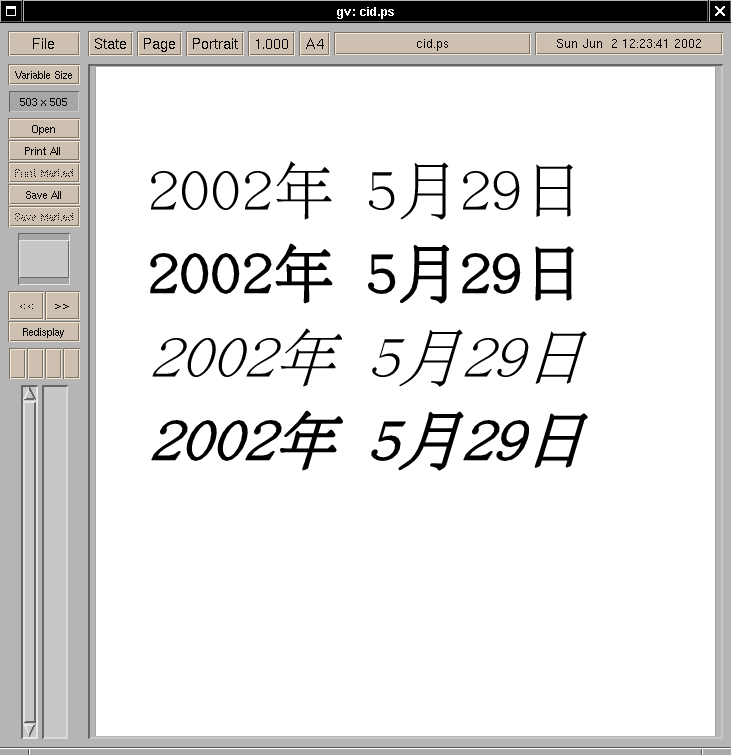 gv: cid.ps
File State Page Portrait 1.000 A4 cid.ps Sun Jun 2 12:23:41 2002
Variable Size
503 x 505
Open
Print All
Print Marked
Save All
Save Marked
<< >>
Redisplay
2002年 5月29日
2002年 5月29日
2002年 5月29日
2002年 5月29日